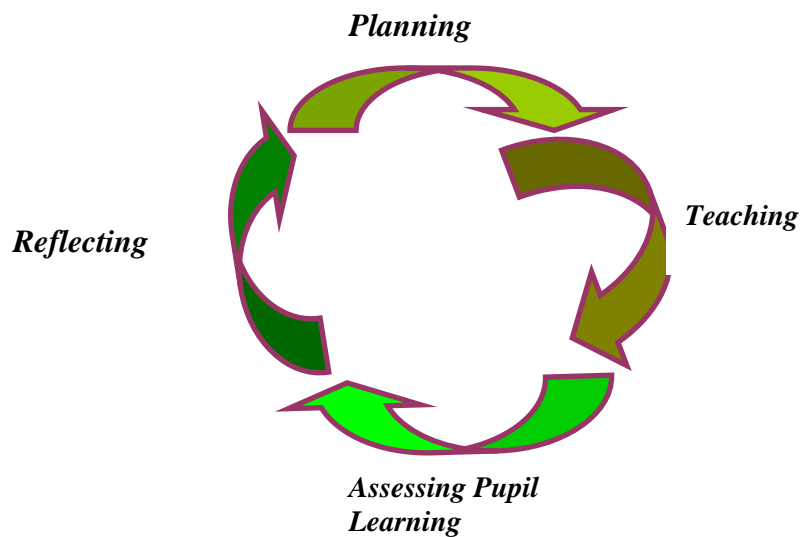 Planning
Teaching
Reflecting
Assessing Pupil
Learning